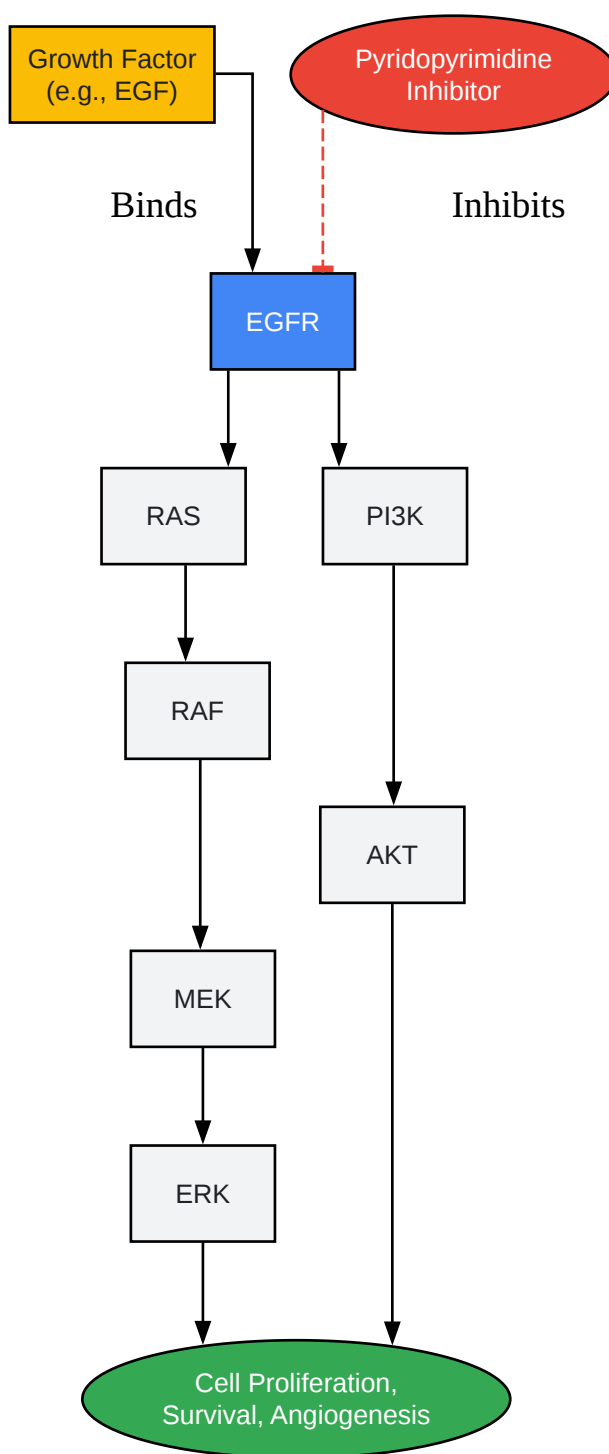 Growth Factor
(e.g., EGF)
Pyridopyrimidine
Inhibitor
Binds
Inhibits
EGFR
RAS
PI3K
RAF
AKT
MEK
ERK
Cell Proliferation,
Survival, Angiogenesis